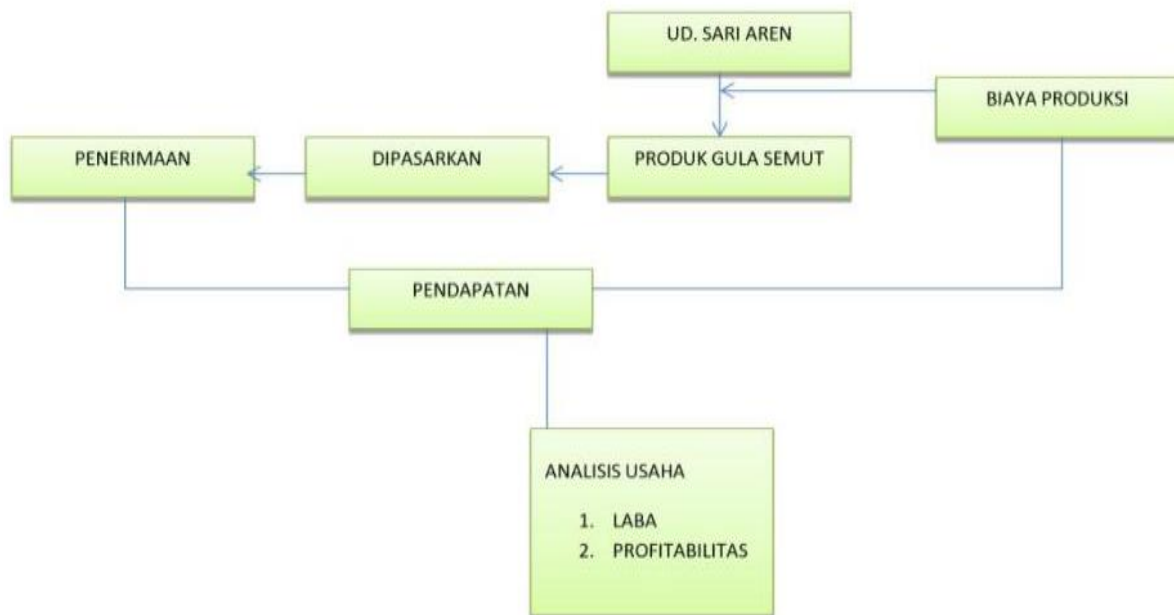 UD. SARI AREN
BIAYA PRODUKSI
PENERIMAAN
DIPASARKAN
PRODUK GULA SEMUT
PENDAPATAN
ANALISIS USAHA
1. LABA
2. PROFITABILITAS